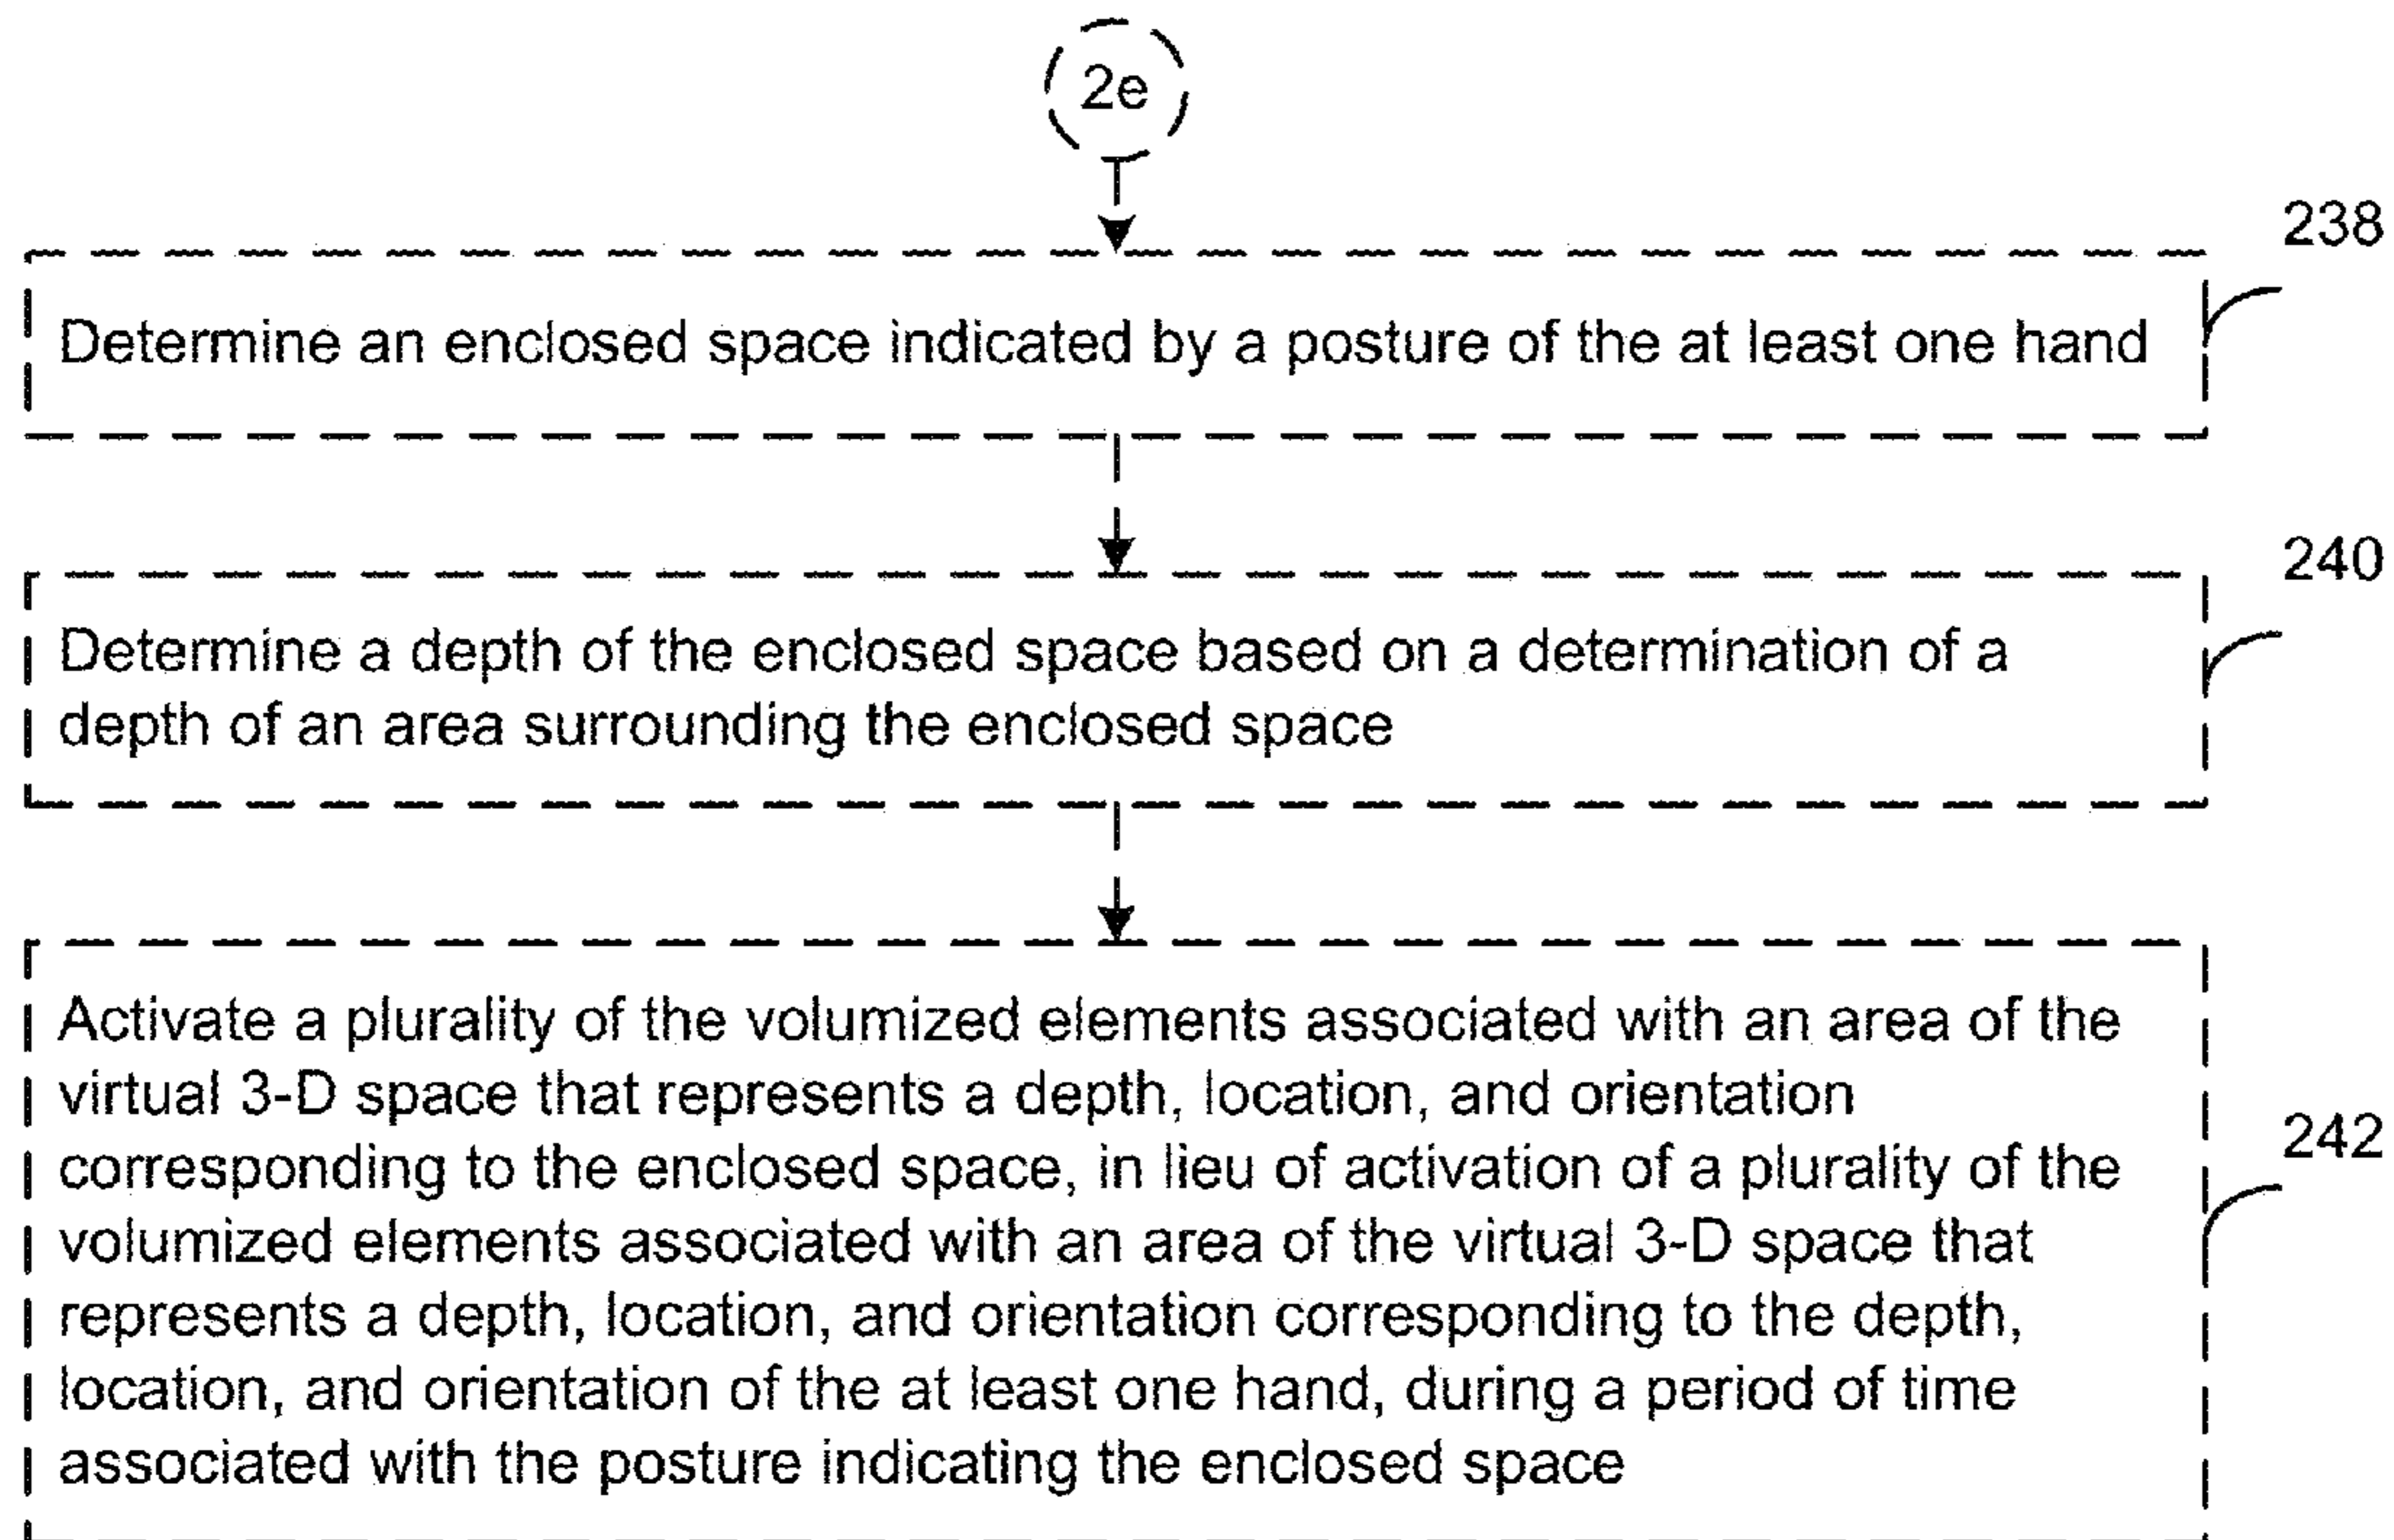 2e
238
Determine an enclosed space indicated by a posture of the at least one hand
240
Determine a depth of the enclosed space based on a determination of a
depth of an area surrounding the enclosed space
Activate a plurality of the volumized elements associated with an area of the
virtual 3-D space that represents a depth, location, and orientation
242
corresponding to the enclosed space, in lieu of activation of a plurality of the
volumized elements associated with an area of the virtual 3-D space that
represents a depth, location, and orientation corresponding to the depth,
location, and orientation of the at least one hand, during a period of time
associated with the posture indicating the enclosed space